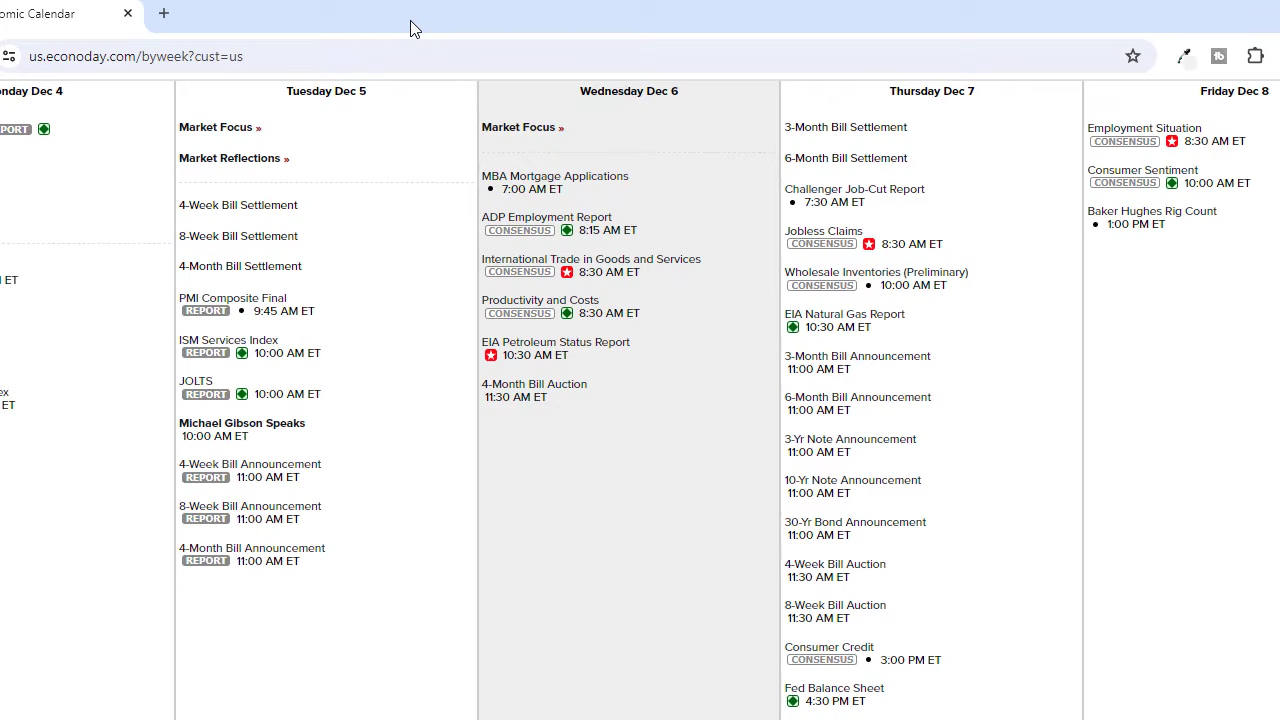 omic Calendar
us.econoday.com/byweek?cust=us
onday Dec 4
PORT
M ET
ex
ET
Tuesday Dec 5
Market Focus »
Market Reflections »
4-Week Bill Settlement
8-Week Bill Settlement
4-Month Bill Settlement
PMI Composite Final
REPORT • 9:45 AM ET
ISM Services Index
REPORT 10:00 AM ET
JOLTS
REPORT 10:00 AM ET
Michael Gibson Speaks
10:00 AM ET
4-Week Bill Announcement
REPORT 11:00 AM ET
8-Week Bill Announcement
REPORT 11:00 AM ET
4-Month Bill Announcement
REPORT 11:00 AM ET
Wednesday Dec 6
Market Focus »
MBA Mortgage Applications
• 7:00 AM ET
ADP Employment Report
CONSENSUS 8:15 AM ET
International Trade in Goods and Services
CONSENSUS 8:30 AM ET
Productivity and Costs
CONSENSUS 8:30 AM ET
EIA Petroleum Status Report
10:30 AM ET
4-Month Bill Auction
11:30 AM ET
Thursday Dec 7
3-Month Bill Settlement
6-Month Bill Settlement
Challenger Job-Cut Report
• 7:30 AM ET
Jobless Claims
CONSENSUS 8:30 AM ET
Wholesale Inventories (Preliminary)
CONSENSUS • 10:00 AM ET
EIA Natural Gas Report
10:30 AM ET
3-Month Bill Announcement
11:00 AM ET
6-Month Bill Announcement
11:00 AM ET
3-Yr Note Announcement
11:00 AM ET
10-Yr Note Announcement
11:00 AM ET
30-Yr Bond Announcement
11:00 AM ET
4-Week Bill Auction
11:30 AM ET
8-Week Bill Auction
11:30 AM ET
Consumer Credit
CONSENSUS • 3:00 PM ET
Fed Balance Sheet
4:30 PM ET
Friday Dec 8
Employment Situation
CONSENSUS 8:30 AM ET
Consumer Sentiment
CONSENSUS 10:00 AM ET
Baker Hughes Rig Count
• 1:00 PM ET